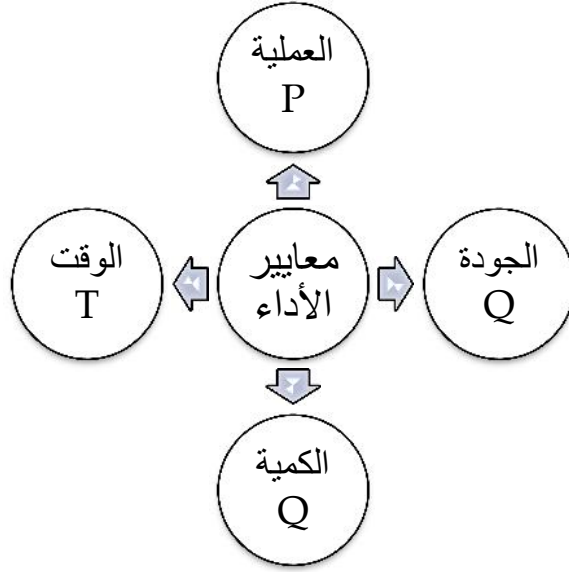 العملية
P
الوقت
T
معايير
الأداء
الجودة
Q
الكمية
Q